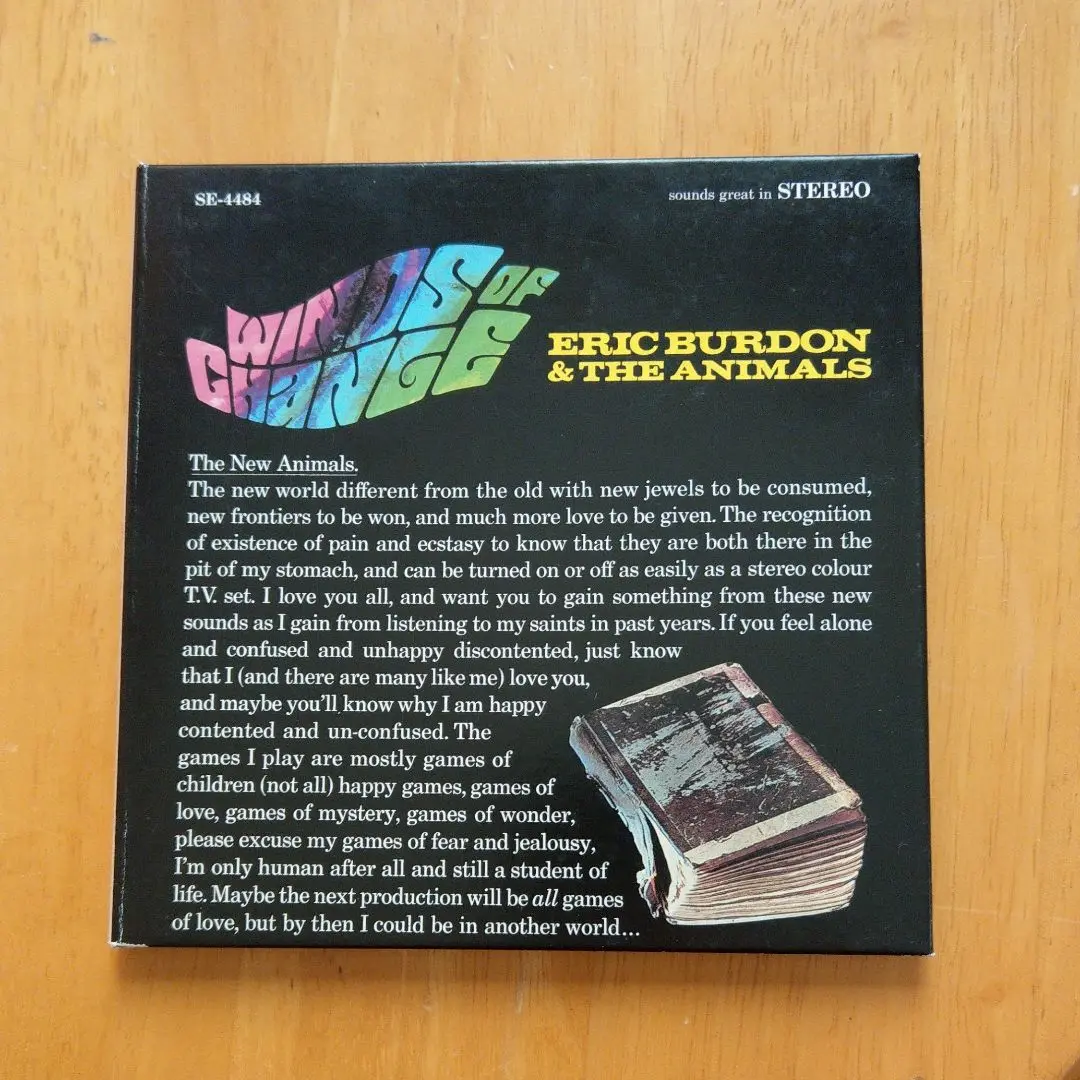 SE-4484
sounds great in STEREO
WINDS OF
CHANGE
ERIC BURDON
& THE ANIMALS
The New Animals.
The new world different from the old with new jewels to be consumed,
new frontiers to be won, and much more love to be given. The recognition
of existence of pain and ecstasy to know that they are both there in the
pit of my stomach, and can be turned on or off as easily as a stereo colour
T.V. set. I love you all, and want you to gain something from these new
sounds as I gain from listening to my saints in past years. If you feel alone
and confused and unhappy discontented, just know
that I (and there are many like me) love you,
and maybe you'll know why I am happy
contented and un-confused. The
games I play are mostly games of
children (not all) happy games, games of
love, games of mystery, games of wonder,
please excuse my games of fear and jealousy,
I'm only human after all and still a student of
life. Maybe the next production will be all games
of love, but by then I could be in another world...